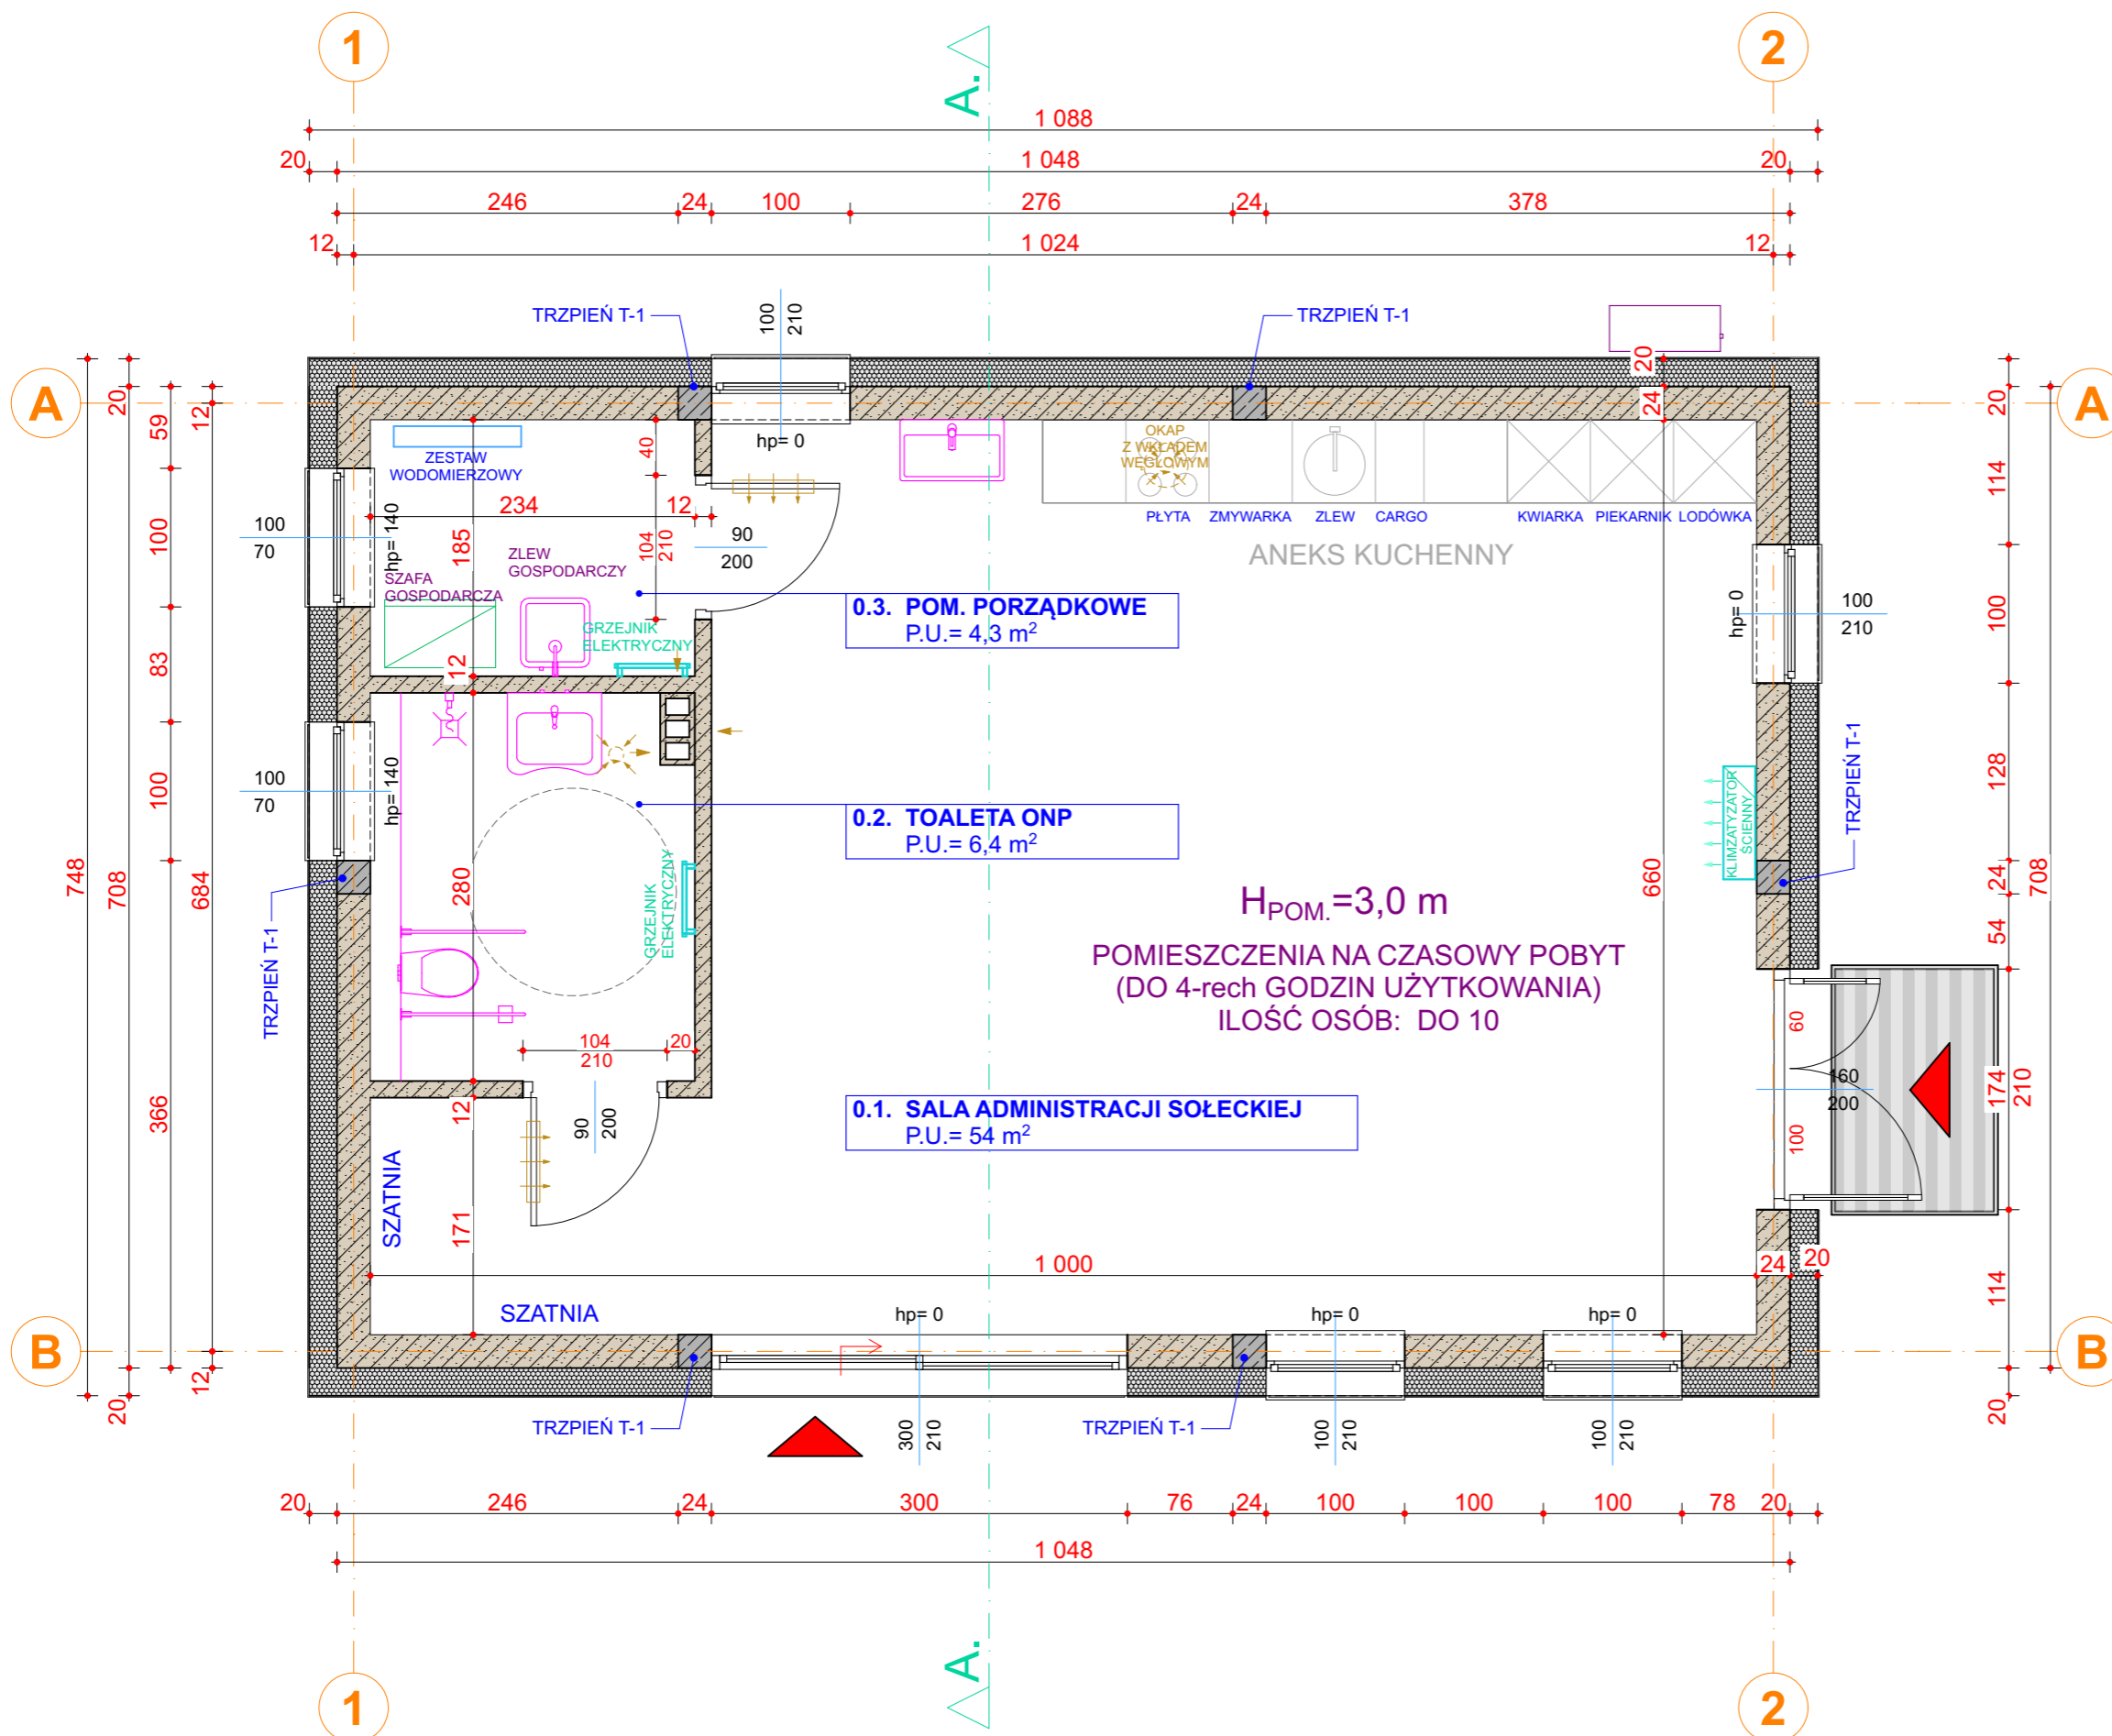 1
2
A.
1 088
20
1 048
20
246
24
100
276
24
378
12
1 024
12
TRZPIEŃ T-1
100
210
TRZPIEŃ T-1
20
24
A
A
20
59
12
100
83
100
366
748
708
684
12
20
20
114
100
128
24
54
708
174
210
114
20
hp= 0
ZESTAW
WODOMIERZOWY
40
234
12
104
210
90
200
185
100
70
hp= 140
SZAFA
GOSPODARCZA
ZLEW
GOSPODARCZY
GRZEJNIK
ELEKTRYCZNY
12
OKAP
Z WKŁADEM
WĘGLOWYM
PŁYTA
ZMYWARKA
ZLEW
CARGO
KWIARKA
PIEKARNIK
LODÓWKA
ANEKS KUCHENNY
hp= 0
100
210
0.3. POM. PORZĄDKOWE
P.U.= 4,3 m²
100
70
hp= 140
0.2. TOALETA ONP
P.U.= 6,4 m²
280
GRZEJNIK
ELEKTRYCZNY
KLIMZATYZATOR
ŚCIENNY
TRZPIEŃ T-1
660
TRZPIEŃ T-1
HPOM.=3,0 m
POMIESZCZENIA NA CZASOWY POBYT
(DO 4-rech GODZIN UŻYTKOWANIA)
ILOŚĆ OSÓB: DO 10
104
210
20
60
160
200
100
12
90
200
0.1. SALA ADMINISTRACJI SOŁECKIEJ
P.U.= 54 m²
SZATNIA
171
1 000
24
20
SZATNIA
hp= 0
hp= 0
hp= 0
B
B
TRZPIEŃ T-1
300
210
TRZPIEŃ T-1
100
210
100
210
20
246
24
300
76
24
100
100
100
78
20
1 048
A.
1
2